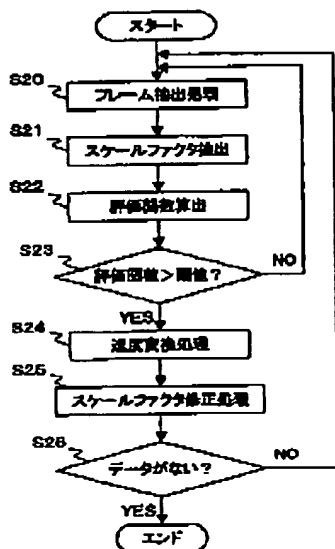 スタート
S20
フレーム抽出処理
S21
スケールファクタ抽出
S22
評価関数算出
S23
評価関数>閾値?
NO
YES
S24
速度変換処理
S25
スケールファクタ修正処理
S26
データがない?
NO
YES
エンド